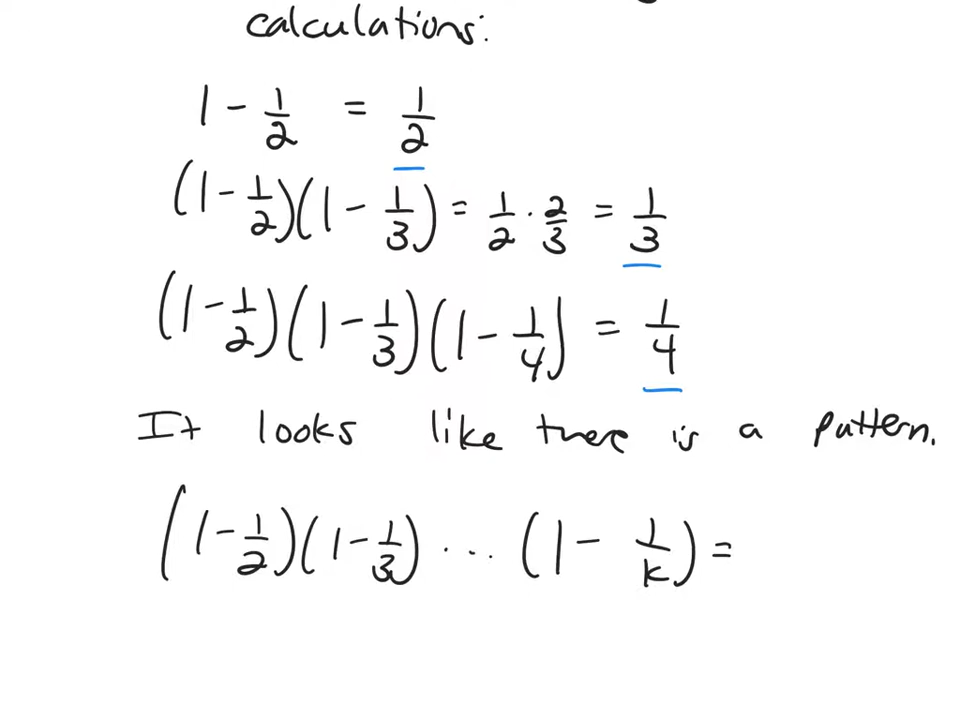 calculations:
1 - 1/2 = 1/2
(1 - 1/2)(1 - 1/3) = 1/2 · 2/3 = 1/3
(1 - 1/2)(1 - 1/3)(1 - 1/4) = 1/4
It looks like there is a pattern.
(1 - 1/2)(1 - 1/3) ... (1 - 1/k) =